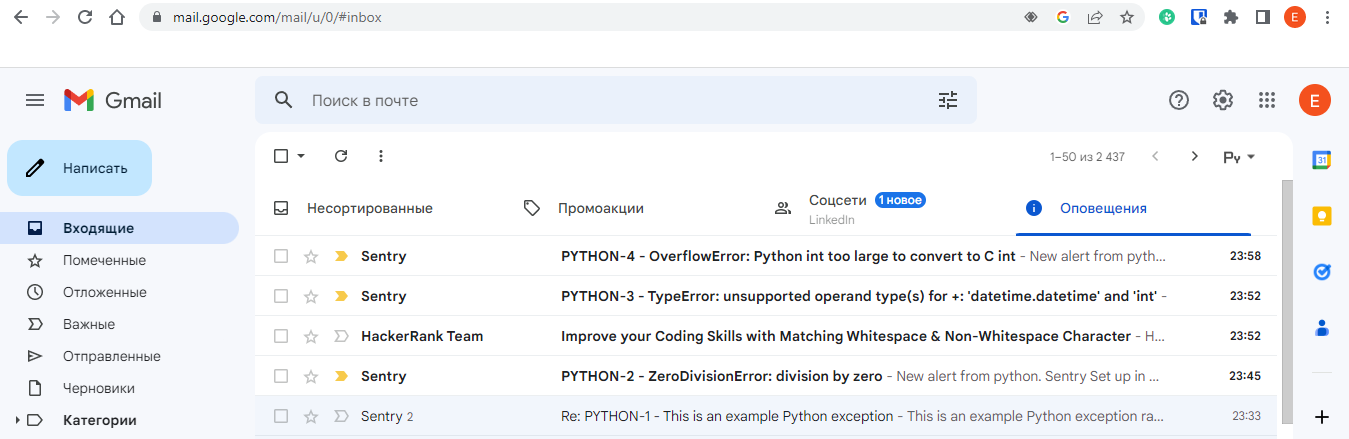 mail.google.com/mail/u/0/#inbox
E
Gmail
Поиск в почте
E
Написать
1–50 из 2 437
Ру
31
Несортированные
Промоакции
Соцсети 1 новое
LinkedIn
Оповещения
Входящие
Помеченные
Отложенные
Важные
Отправленные
Черновики
Категории
Sentry PYTHON-4 - OverflowError: Python int too large to convert to C int - New alert from pyth... 23:58
Sentry PYTHON-3 - TypeError: unsupported operand type(s) for +: 'datetime.datetime' and 'int' - 23:52
HackerRank Team Improve your Coding Skills with Matching Whitespace & Non-Whitespace Character - H... 23:52
Sentry PYTHON-2 - ZeroDivisionError: division by zero - New alert from python. Sentry Set up in ... 23:45
Sentry 2 Re: PYTHON-1 - This is an example Python exception - This is an example Python exception ra... 23:33